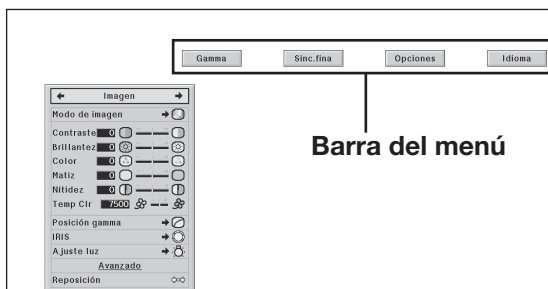 Gamma Sinc.fina Opciones Idioma
Barra del menú
Imagen
Modo de imagen
Contraste 0
Brillantez 0
Color 0
Matiz 0
Nitidez 0
Temp Clr 7500
Posición gamma
IRIS
Ajuste luz
Avanzado
Reposición